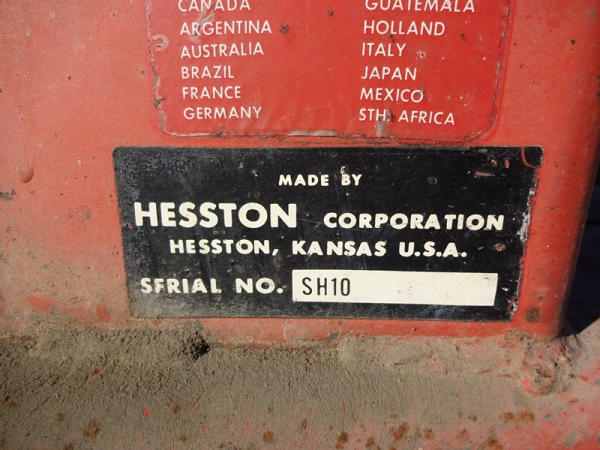 CANADA GUATEMALA
ARGENTINA HOLLAND
AUSTRALIA ITALY
BRAZIL JAPAN
FRANCE MEXICO
GERMANY STH. AFRICA
MADE BY
HESSTON CORPORATION
HESSTON, KANSAS U.S.A.
SERIAL NO. SH10